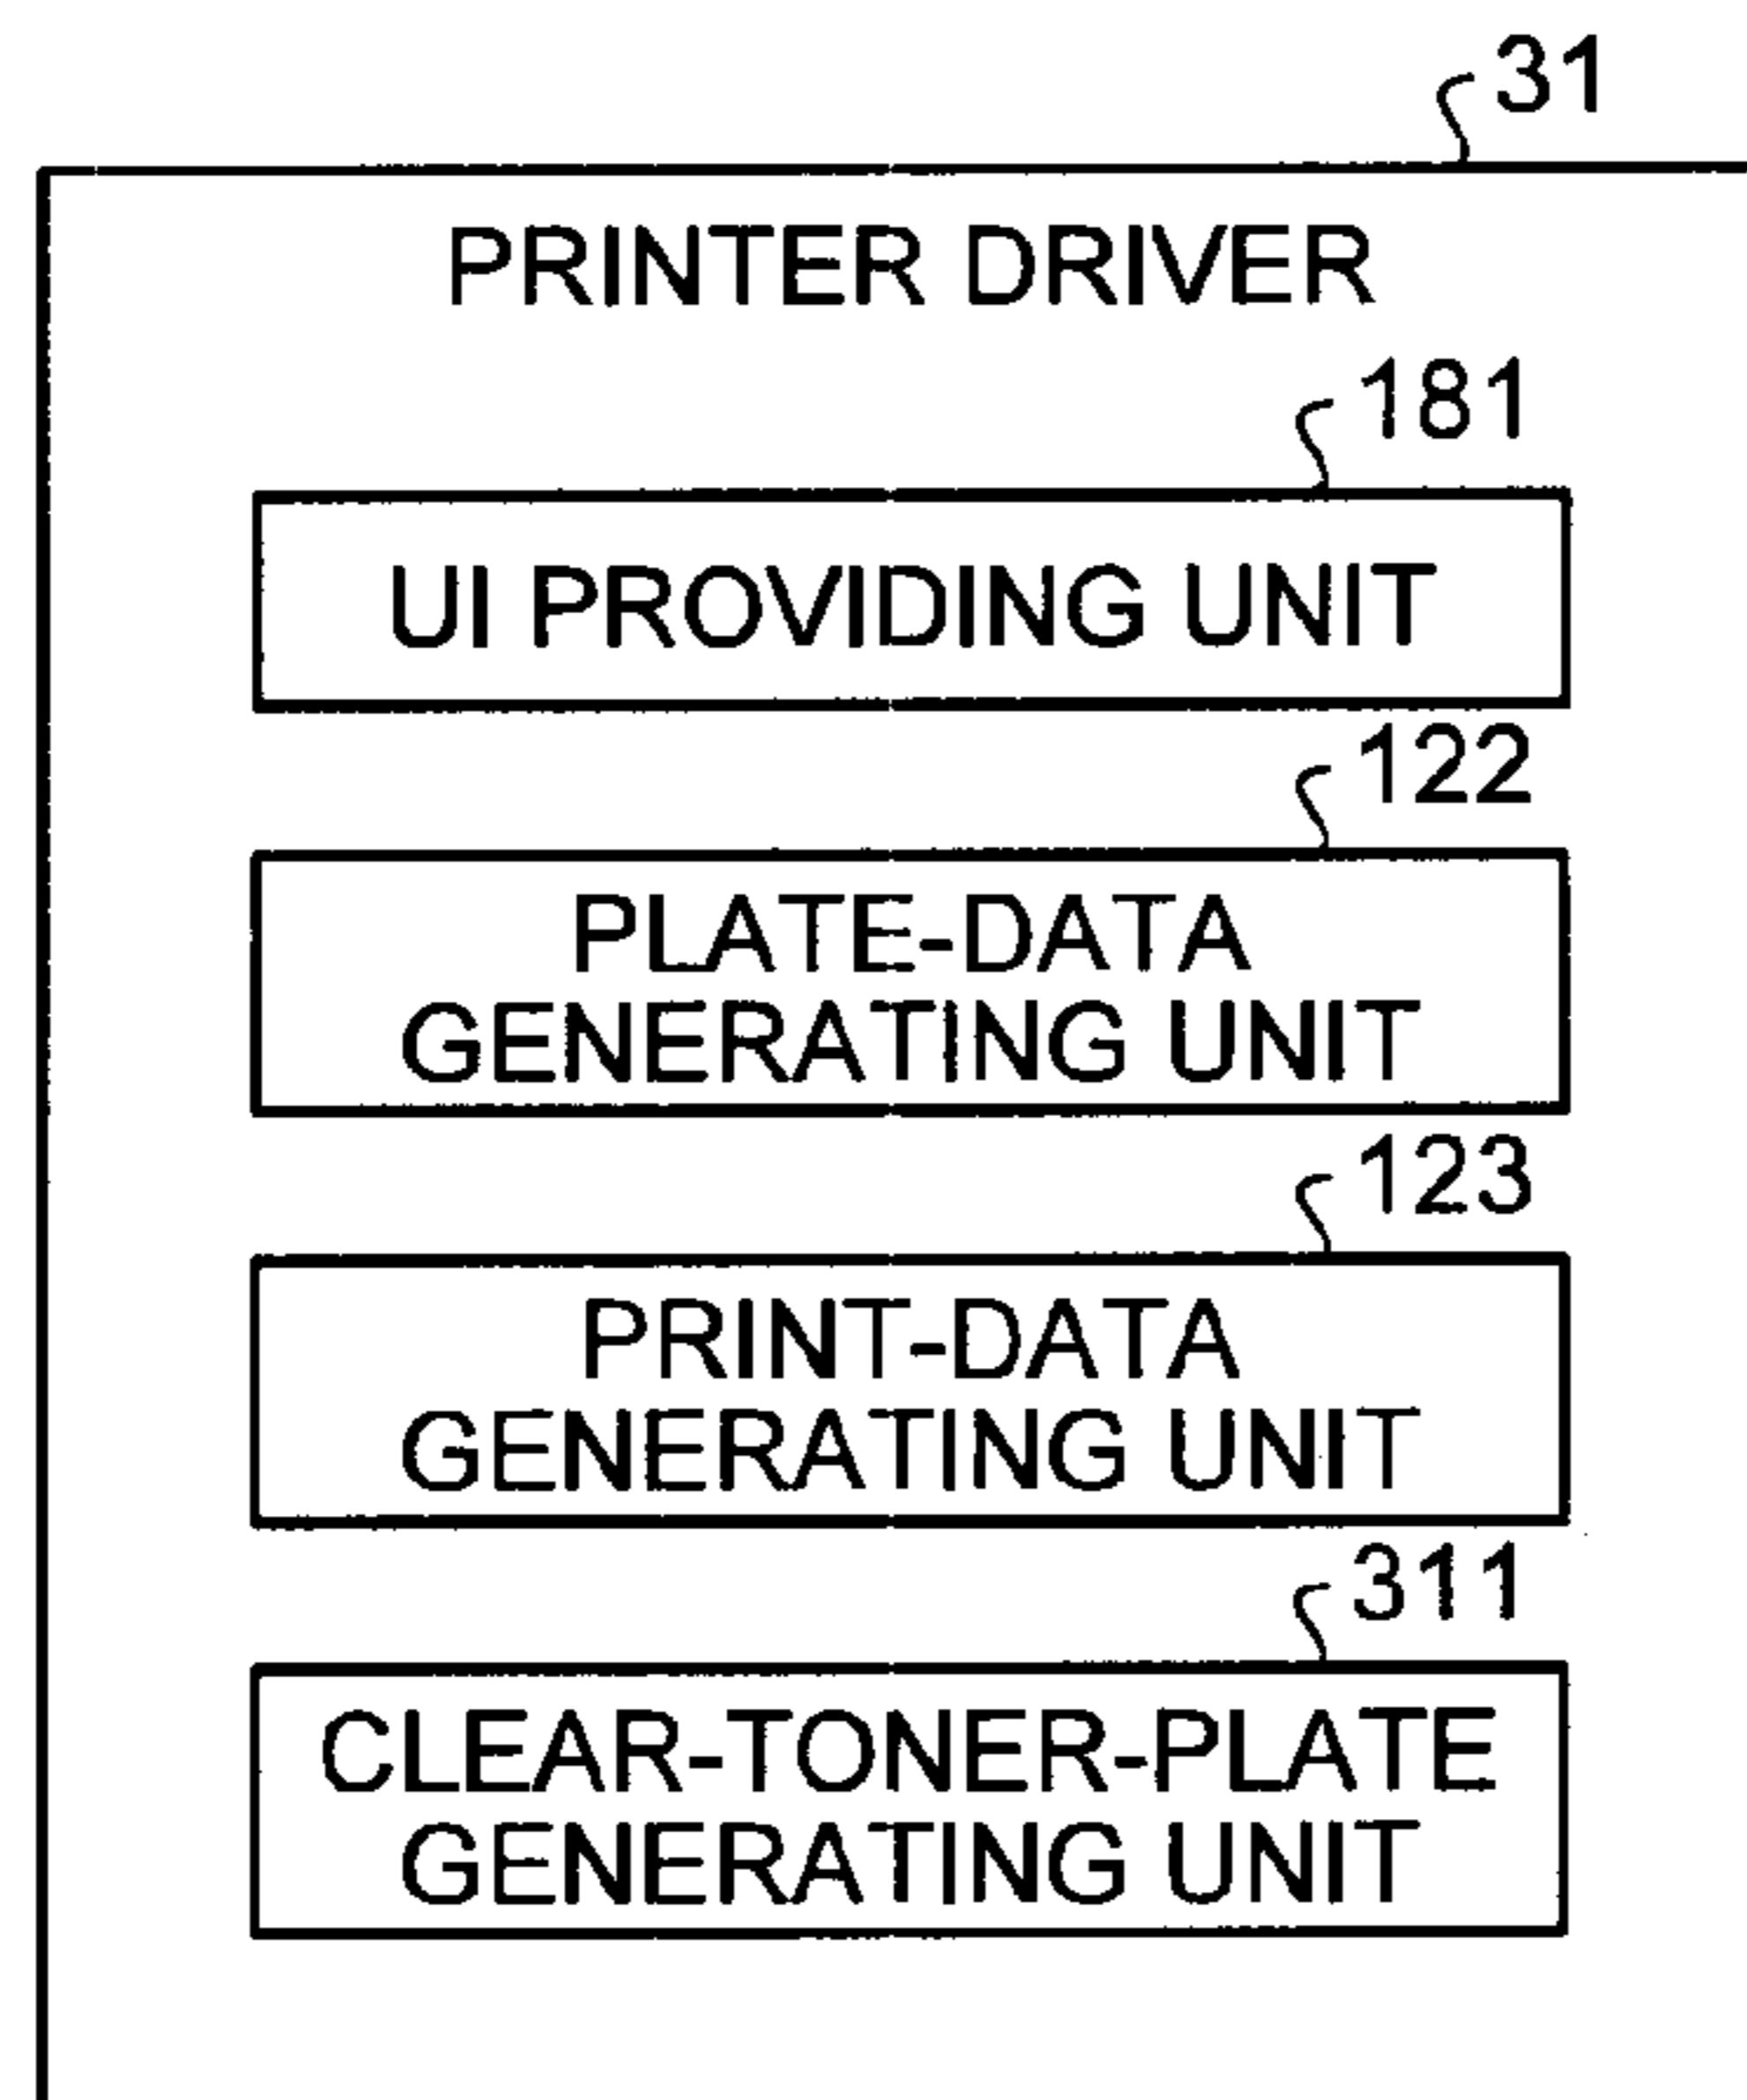 31
PRINTER DRIVER
181
UI PROVIDING UNIT
122
PLATE-DATA
GENERATING UNIT
123
PRINT-DATA
GENERATING UNIT
311
CLEAR-TONER-PLATE
GENERATING UNIT